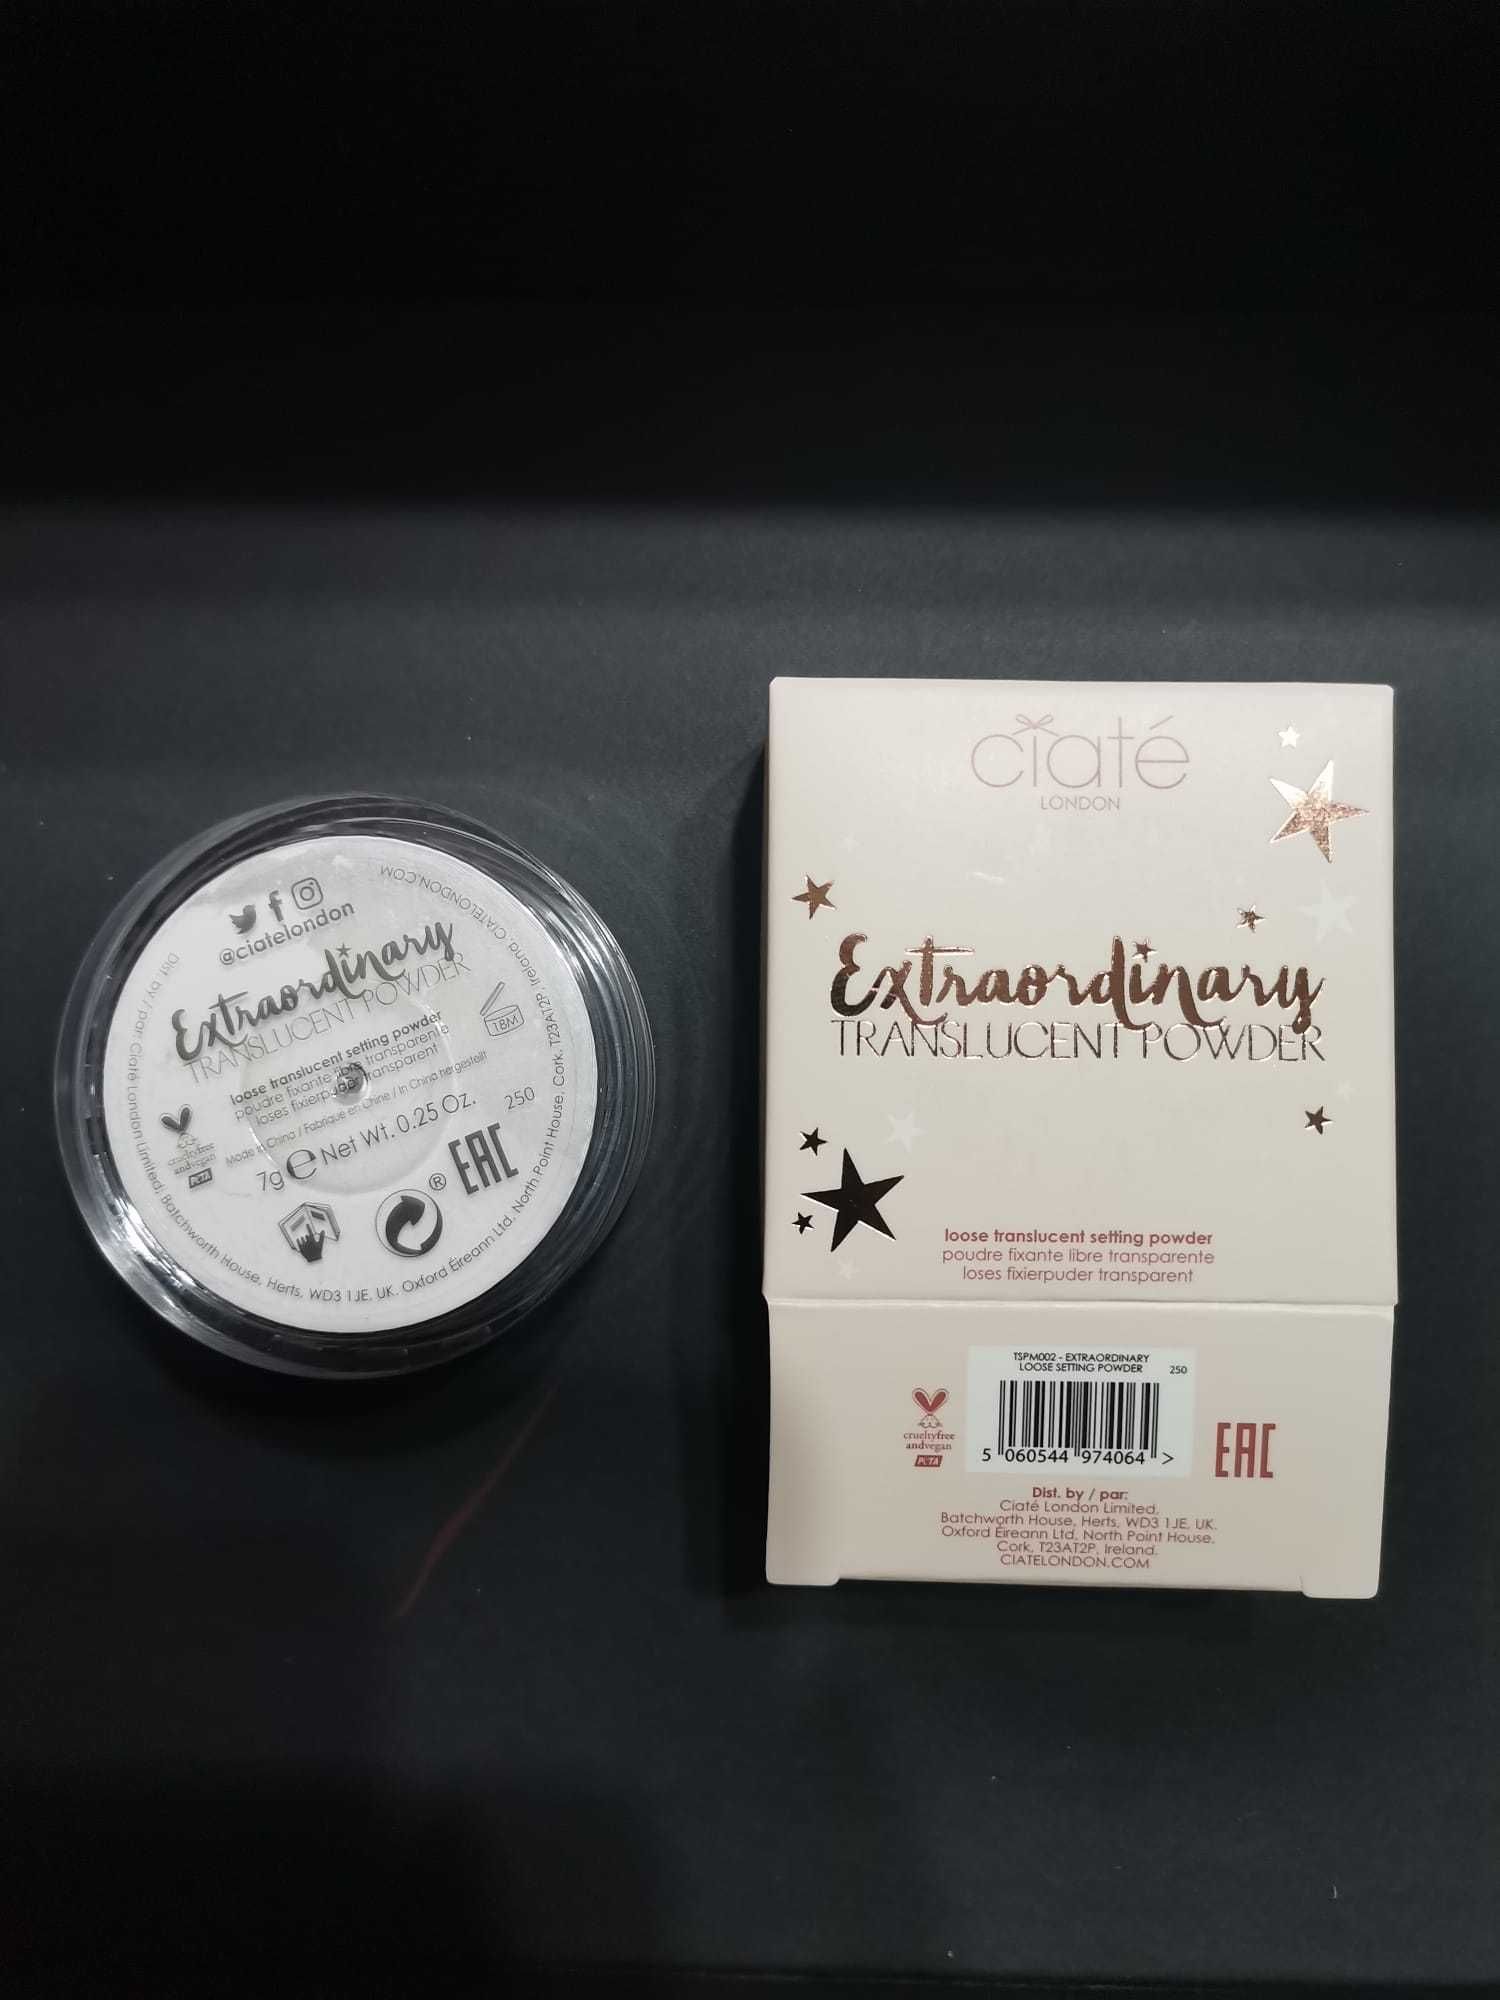 @ciatelondon
Extraordinary
TRANSLUCENT POWDER
loose translucent setting powder
poudre fixante libre transparente
loses fixierpuder transparent
Made in China / Fabriqué en Chine / In China hergestellt
7g e Net Wt. 0.25 Oz.
250
18M
crueltyfree
andvegan
PETA
EAC
®
Dist. by / par: Ciaté London Limited, Batchworth House, Herts, WD3 1JE, UK. Oxford Éireann Ltd, North Point House, Cork, T23AT2P, Ireland. CIATELONDON.COM
ciaté
LONDON
Extraordinary
TRANSLUCENT POWDER
loose translucent setting powder
poudre fixante libre transparente
loses fixierpuder transparent
TSPM002 - EXTRAORDINARY
LOOSE SETTING POWDER 250
5 060544 974064 >
crueltyfree
andvegan
PETA
EAC
Dist. by / par:
Ciaté London Limited,
Batchworth House, Herts, WD3 1JE, UK.
Oxford Éireann Ltd, North Point House,
Cork, T23AT2P, Ireland.
CIATELONDON.COM